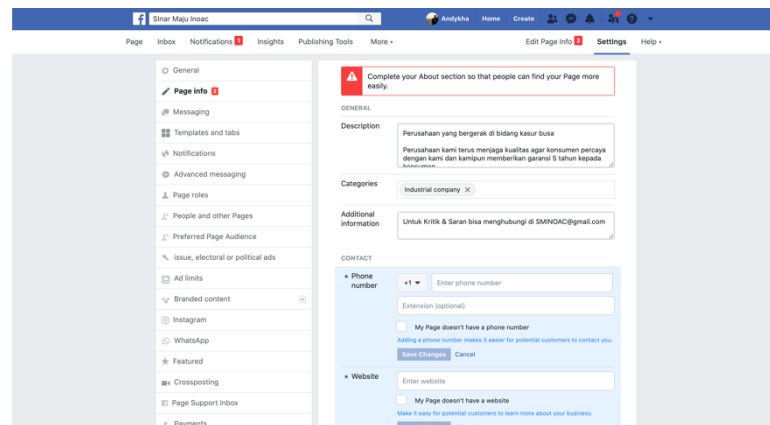 SInar Maju Inoac
Andykha Home Create
Page Inbox Notifications 1 Insights Publishing Tools More Edit Page Info 2 Settings Help
General
Page info 2
Messaging
Templates and tabs
Notifications
Advanced messaging
Page roles
People and other Pages
Preferred Page Audience
issue, electoral or political ads
Ad limits
Branded content
Instagram
WhatsApp
Featured
Crossposting
Page Support Inbox
Payments
Complete your About section so that people can find your Page more
easily.
GENERAL
Description
Perusahaan yang bergerak di bidang kasur busa
Perusahaan kami terus menjaga kualitas agar konsumen percaya
dengan kami dan kamipun memberikan garansi 5 tahun kepada
konsumen
Categories
Industrial company
Additional
information
Untuk Kritik & Saran bisa menghubungi di SMINOAC@gmail.com
CONTACT
Phone
number
+1 Enter phone number
Extension (optional)
My Page doesn't have a phone number
Adding a phone number makes it easier for potential customers to contact you.
Save Changes Cancel
Website
Enter website
My Page doesn't have a website
Make it easy for potential customers to learn more about your business.